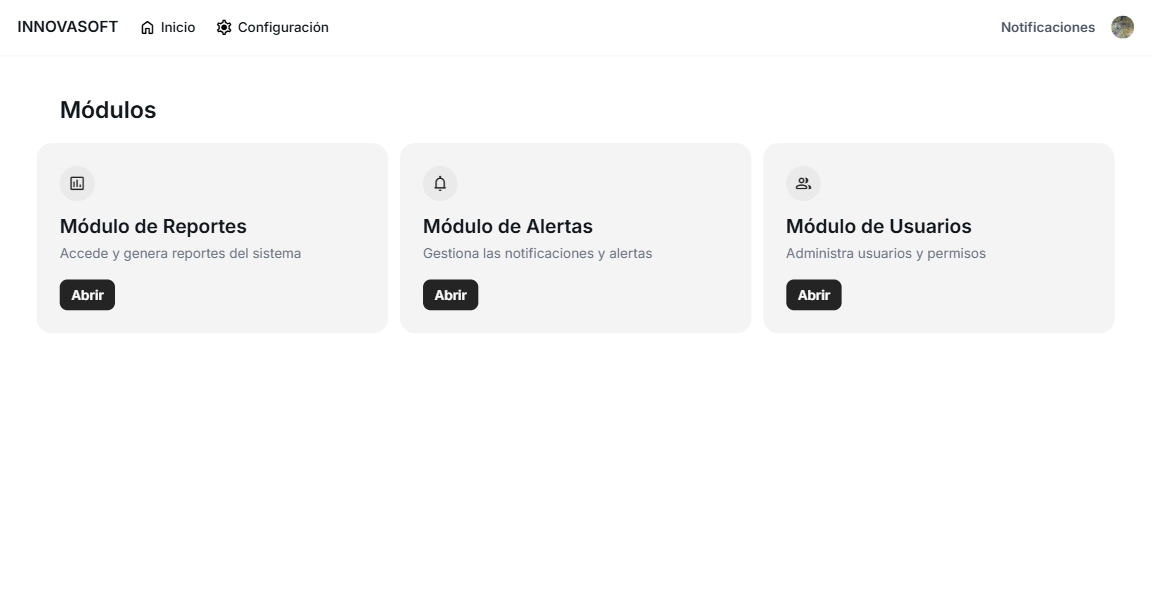 INNOVASOFT Inicio Configuración Notificaciones
Módulos
Módulo de Reportes
Accede y genera reportes del sistema
Abrir
Módulo de Alertas
Gestiona las notificaciones y alertas
Abrir
Módulo de Usuarios
Administra usuarios y permisos
Abrir